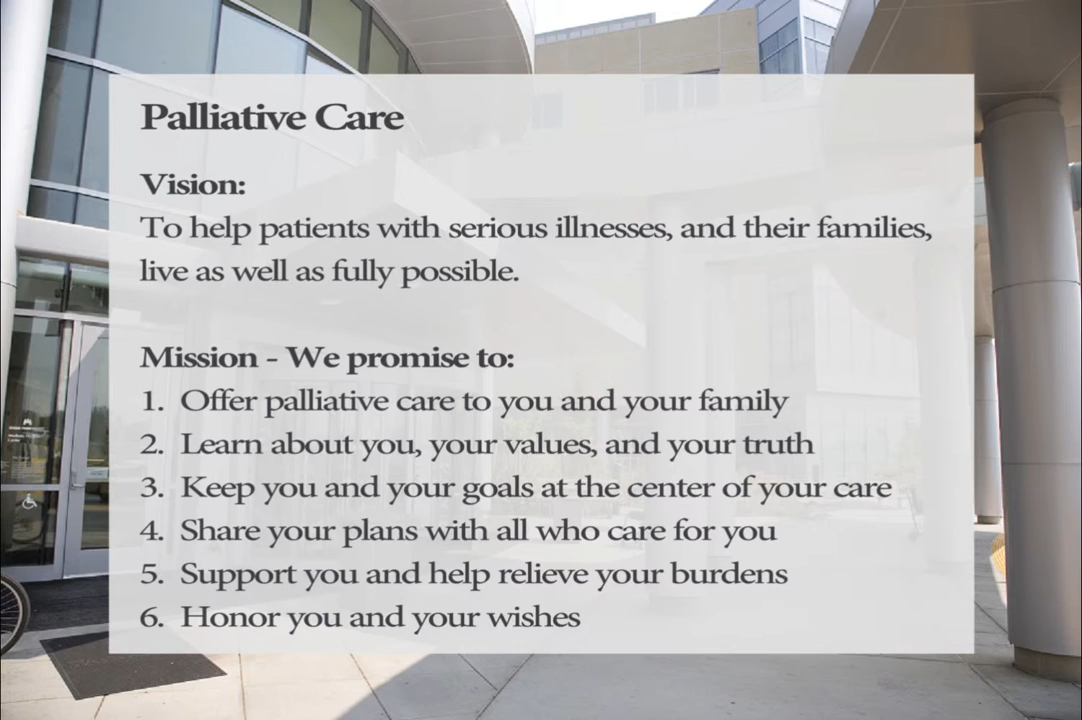 Palliative Care
Vision:
To help patients with serious illnesses, and their families,
live as well as fully possible.
Mission - We promise to:
1. Offer palliative care to you and your family
2. Learn about you, your values, and your truth
3. Keep you and your goals at the center of your care
4. Share your plans with all who care for you
5. Support you and help relieve your burdens
6. Honor you and your wishes